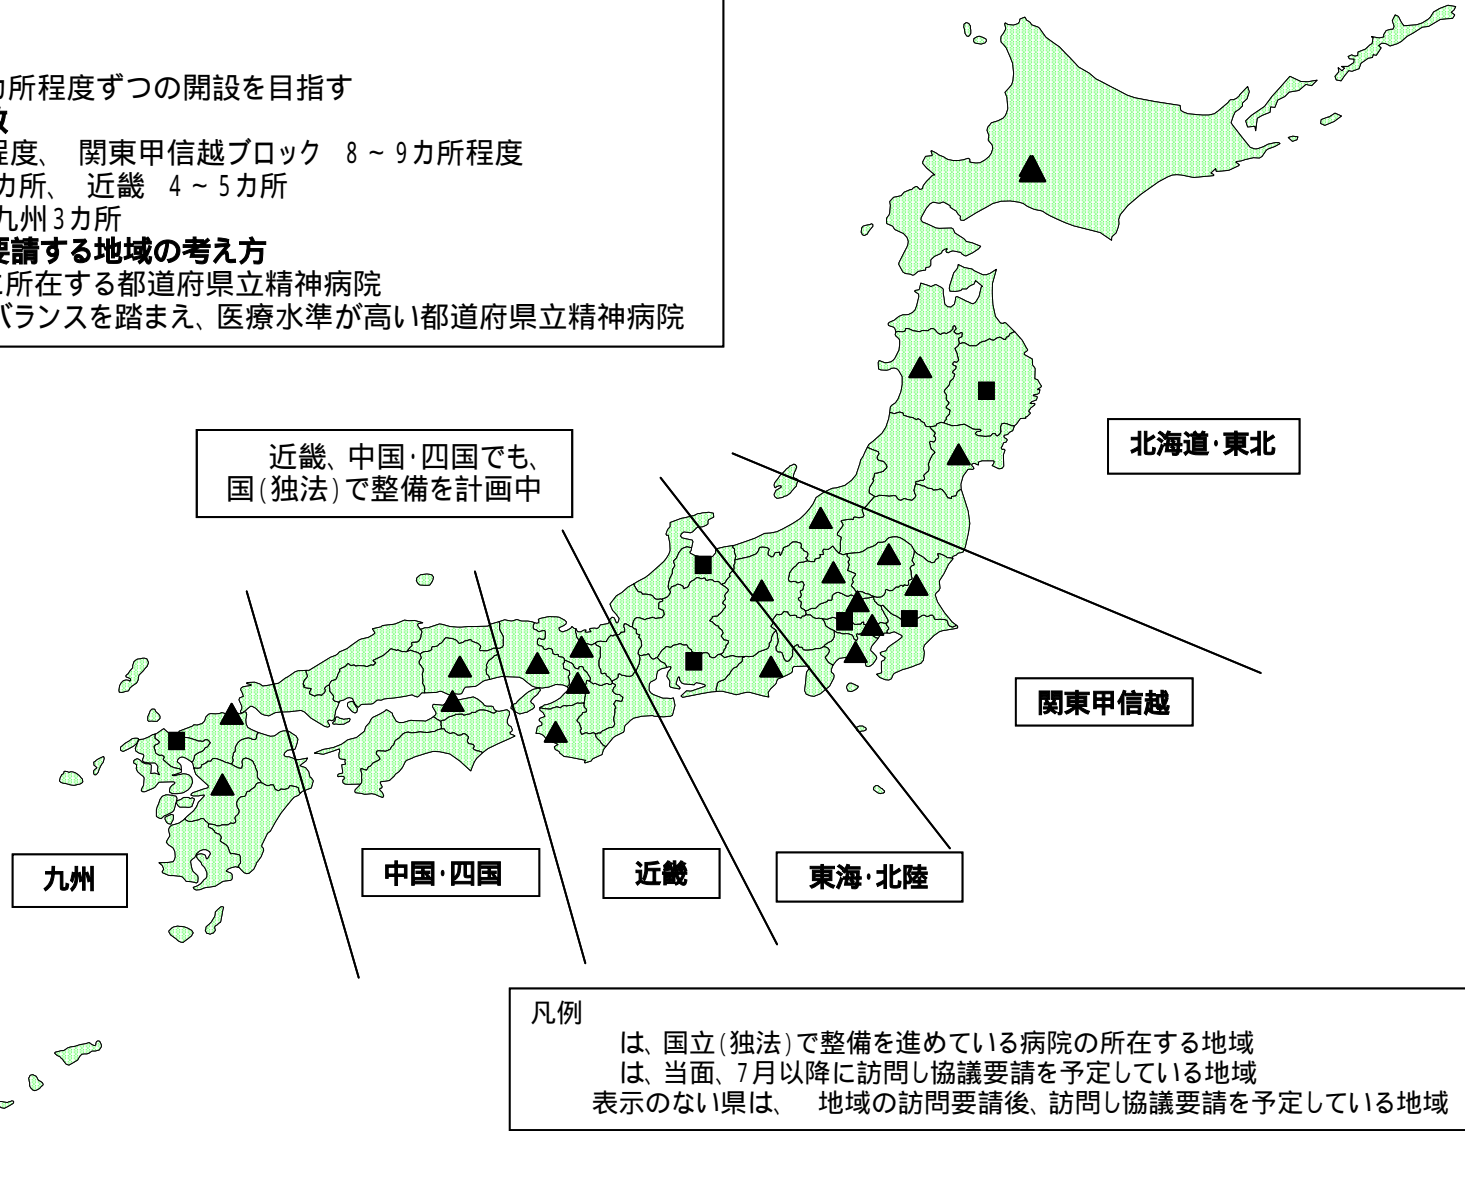 カ所程度ずつの開設を目指す
数
程度、 関東甲信越ブロック 8~9カ所程度
カ所、 近畿 4~5カ所
九州3カ所
要請する地域の考え方
に所在する都道府県立精神病院
バランスを踏まえ、医療水準が高い都道府県立精神病院
近畿、中国・四国でも、
国(独法)で整備を計画中
北海道・東北
関東甲信越
九州
中国・四国
近畿
東海・北陸
凡例
は、国立(独法)で整備を進めている病院の所在する地域
は、当面、7月以降に訪問し協議要請を予定している地域
表示のない県は、 地域の訪問要請後、訪問し協議要請を予定している地域